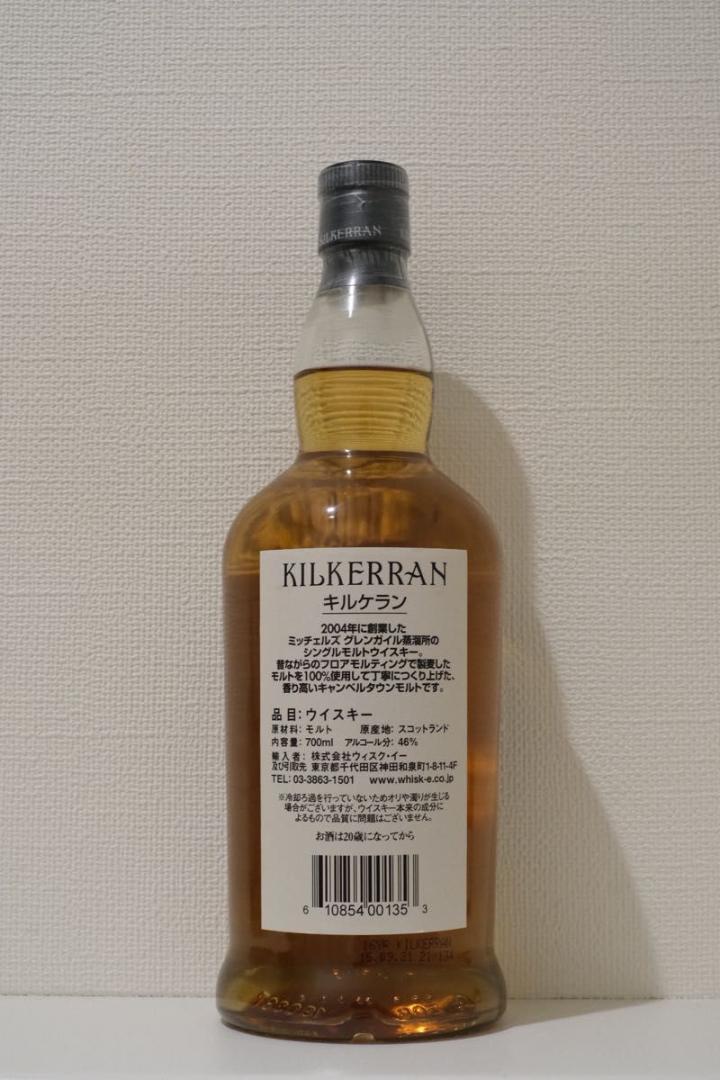 KILKERRAN
KILKERRAN
キルケラン
2004年に創業した
ミッチェルズ グレンガイル蒸溜所の
シングルモルトウイスキー。
昔ながらのフロアモルティングで製麦した
モルトを100%使用して丁寧につくり上げた、
香り高いキャンベルタウンモルトです。
品目：ウイスキー
原材料：モルト 原産地：スコットランド
内容量：700ml アルコール分：46%
輸入者：株式会社ウィスク・イー
及び引取先 東京都千代田区神田和泉町1-8-11-4F
TEL: 03-3863-1501 www.whisk-e.co.jp
※冷却ろ過を行っていないためオリや濁りが生じる
場合がございますが、ウイスキー本来の成分に
よるもので品質に問題はございません。
お酒は20歳になってから
6 10854 00135 3
16YR KILKERRAN
15.09.21 21/134